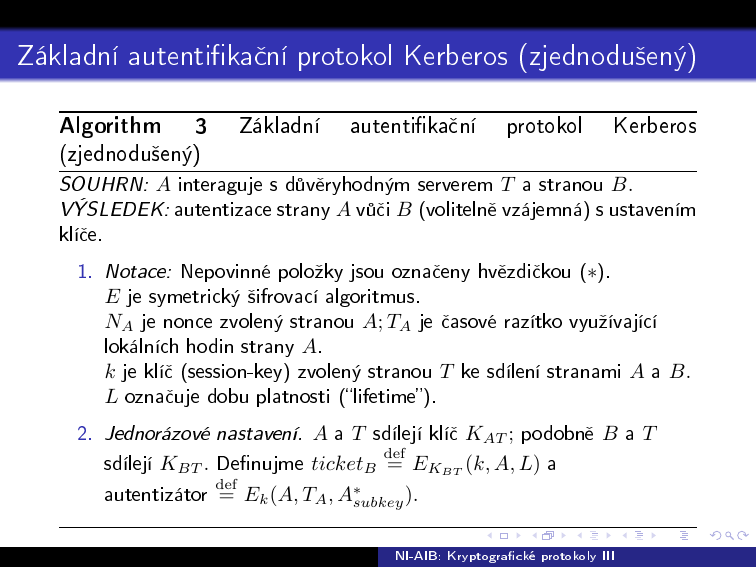 Základní autentifikační protokol Kerberos (zjednodušený)
Algorithm 3 Základní autentifikační protokol Kerberos
(zjednodušený)
SOUHRN: A interaguje s důvěryhodným serverem T a stranou B.
VÝSLEDEK: autentizace strany A vůči B (volitelně vzájemná) s ustavením
klíče.
1. Notace: Nepovinné položky jsou označeny hvězdičkou (∗).
E je symetrický šifrovací algoritmus.
N_A je nonce zvolený stranou A; T_A je časové razítko využívající
lokálních hodin strany A.
k je klíč (session-key) zvolený stranou T ke sdílení stranami A a B.
L označuje dobu platnosti (“lifetime”).
2. Jednorázové nastavení. A a T sdílejí klíč K_{AT}; podobně B a T
sdílejí K_{BT}. Definujme ticket_B \stackrel{def}{=} E_{K_{BT}}(k, A, L) a
autentizátor \stackrel{def}{=} E_k(A, T_A, A^∗_{subkey}).
NI-AIB: Kryptografické protokoly III